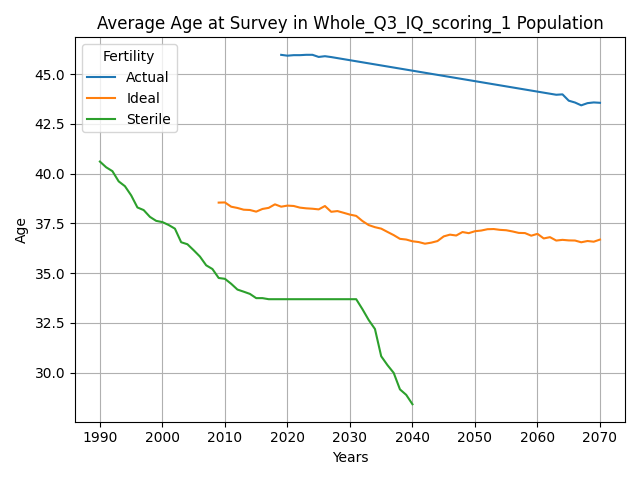 Average Age at Survey in Whole_Q3_IQ_scoring_1 Population
Fertility
Actual
Ideal
Sterile
Age
45.0
42.5
40.0
37.5
35.0
32.5
30.0
1990 2000 2010 2020 2030 2040 2050 2060 2070
Years